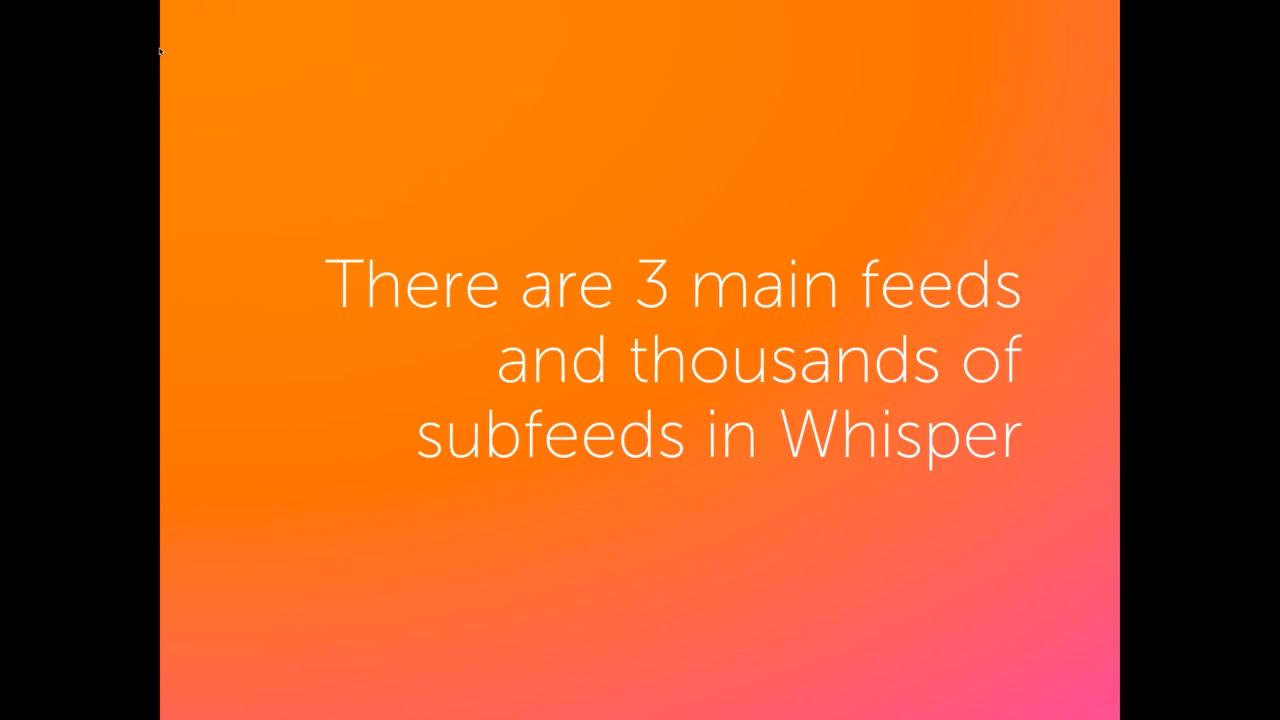 There are 3 main feeds
and thousands of
subfeeds in Whisper